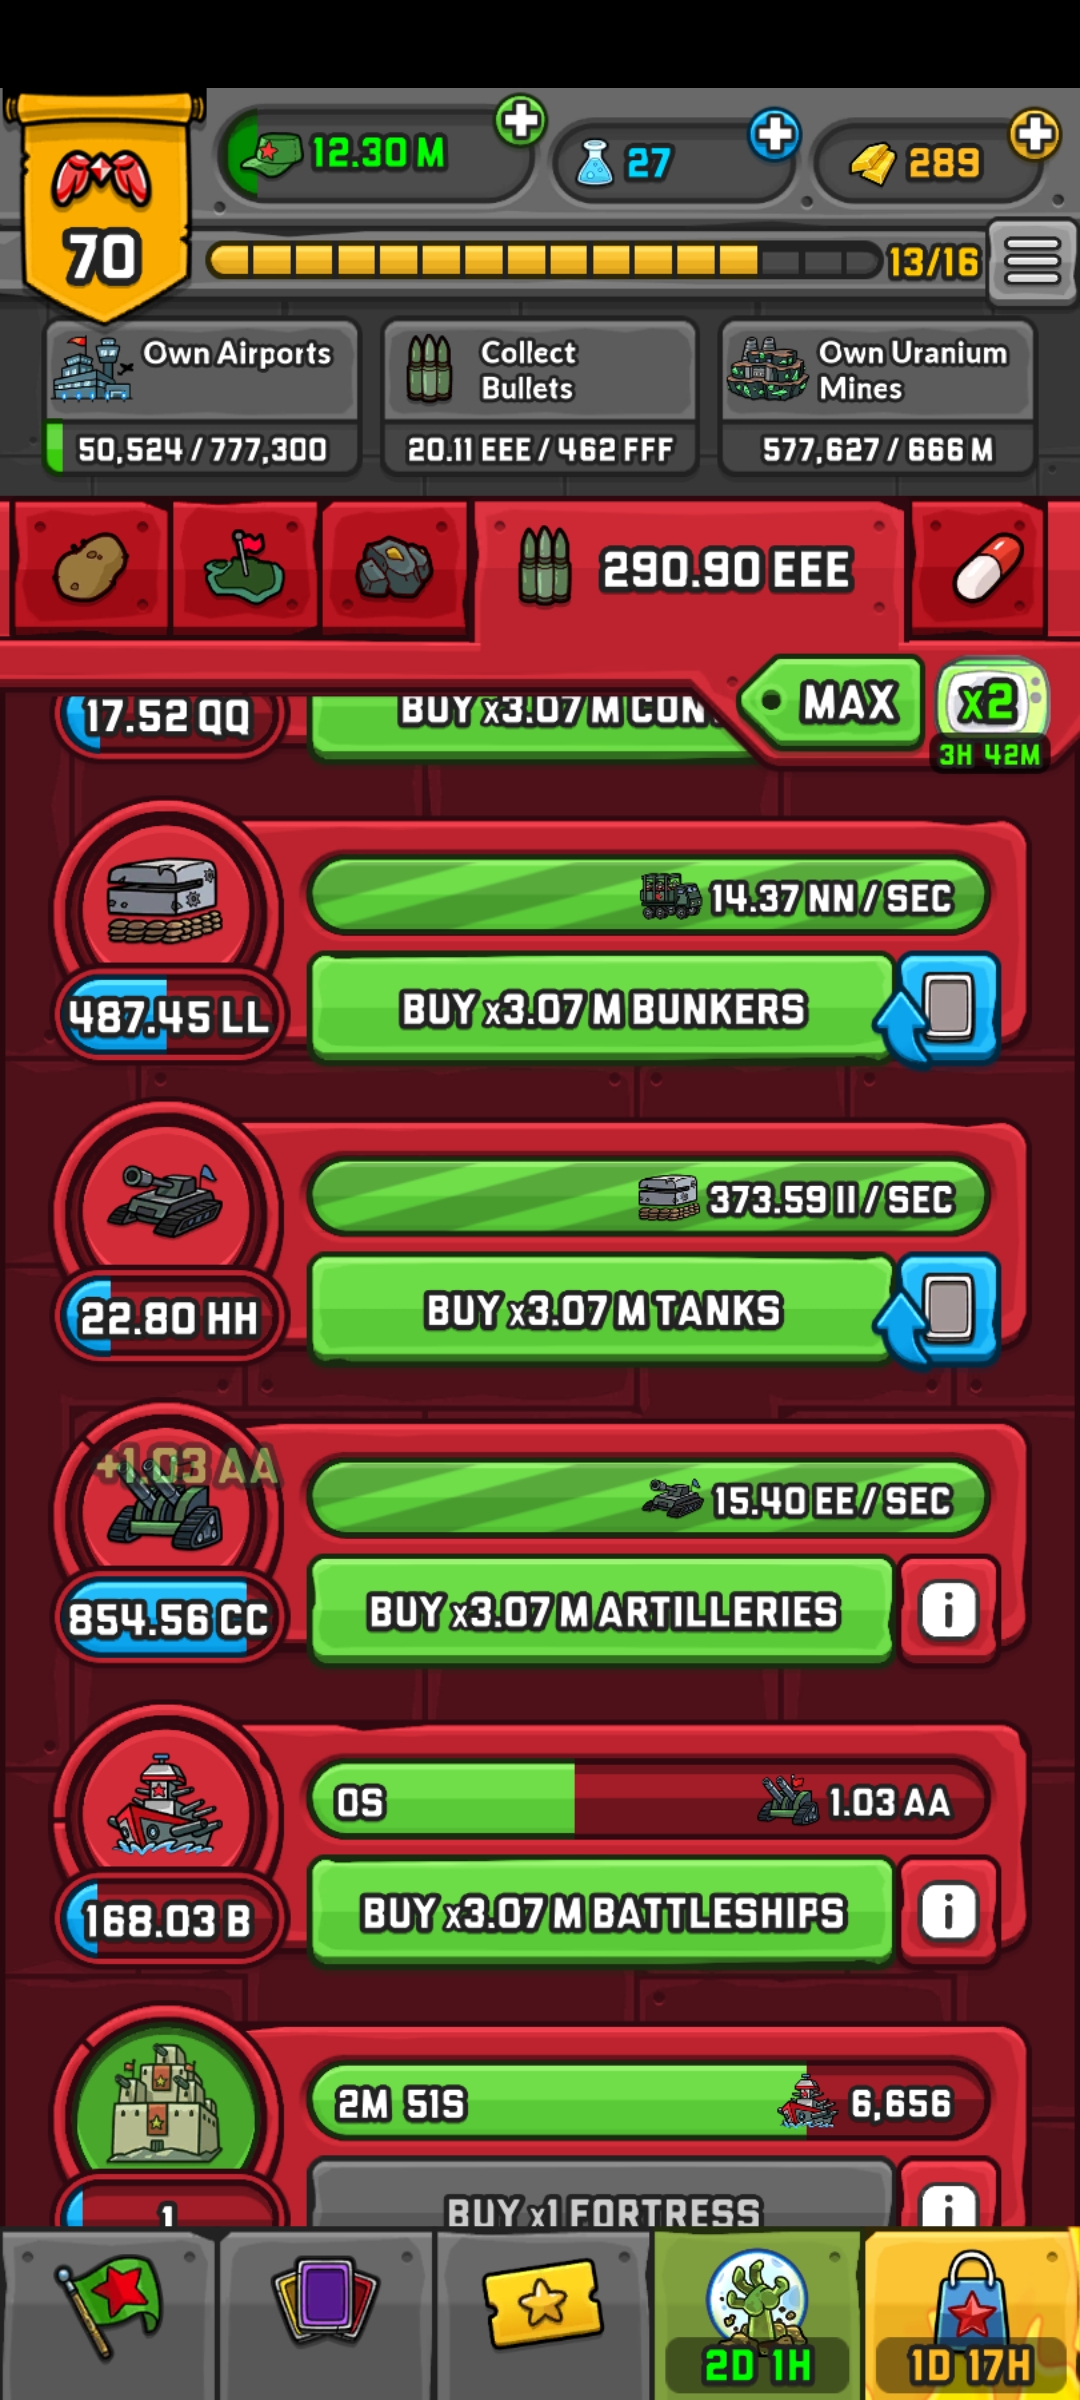 70
12.30 M
27
289
13/16
Own Airports
50,524 / 777,300
Collect
Bullets
20.11 EEE / 462 FFF
Own Uranium
Mines
577,627 / 666 M
290.90 EEE
MAX
x2
3H 42M
17.52 QQ
BUY x3.07 M
14.37 NN / SEC
487.45 LL
BUY x3.07 M BUNKERS
373.59 II / SEC
22.80 HH
BUY x3.07 M TANKS
+1.03 AA
15.40 EE / SEC
854.56 CC
BUY x3.07 M ARTILLERIES
i
0S
1.03 AA
168.03 B
BUY x3.07 M BATTLESHIPS
i
2M 51S
6,656
1
BUY x1 FORTRESS
i
2D 1H
1D 17H